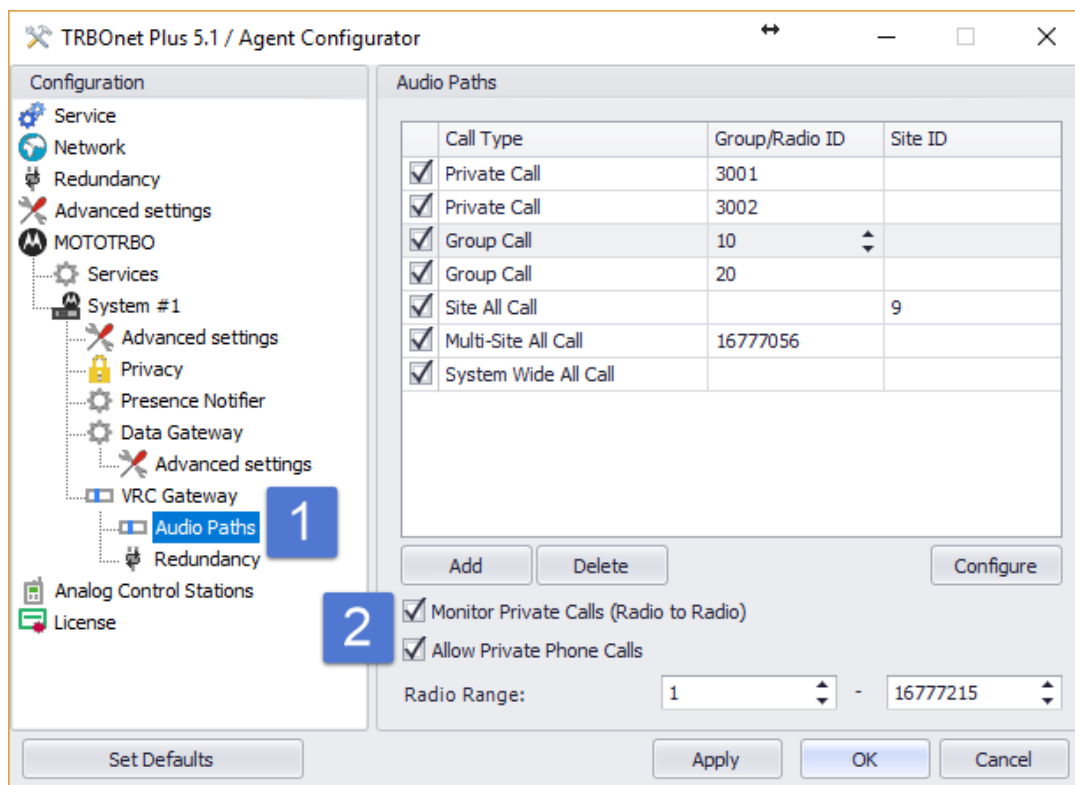 TRBOnet Plus 5.1 / Agent Configurator
Configuration
Service
Network
Redundancy
Advanced settings
MOTOTRBO
Services
System #1
Advanced settings
Privacy
Presence Notifier
Data Gateway
Advanced settings
VRC Gateway
Audio Paths
1
Redundancy
Analog Control Stations
License
Audio Paths
Call Type Group/Radio ID Site ID
Private Call 3001
Private Call 3002
Group Call 10
Group Call 20
Site All Call 9
Multi-Site All Call 16777056
System Wide All Call
Add Delete Configure
2
Monitor Private Calls (Radio to Radio)
Allow Private Phone Calls
Radio Range: 1 - 16777215
Set Defaults Apply OK Cancel